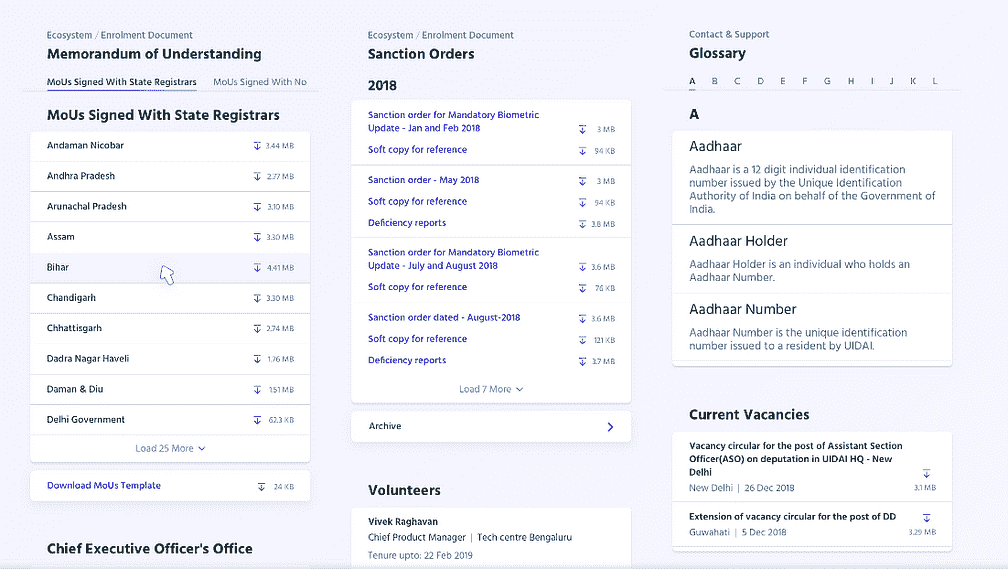 Ecosystem / Enrolment Document
Memorandum of Understanding
MoUs Signed With State Registrars
MoUs Signed With No
MoUs Signed With State Registrars
Andaman Nicobar 3.44 MB
Andhra Pradesh 2.77 MB
Arunachal Pradesh 3.10 MB
Assam 3.30 MB
Bihar 4.41 MB
Chandigarh 3.30 MB
Chhattisgarh 2.74 MB
Dadra Nagar Haveli 1.76 MB
Daman & Diu 1.51 MB
Delhi Government 62.3 KB
Load 25 More
Download MoUs Template 24 KB
Chief Executive Officer's Office
Ecosystem / Enrolment Document
Sanction Orders
2018
Sanction order for Mandatory Biometric
Update - Jan and Feb 2018 3 MB
Soft copy for reference 94 KB
Sanction order - May 2018 3 MB
Soft copy for reference 94 KB
Deficiency reports 3.8 MB
Sanction order for Mandatory Biometric
Update - July and August 2018 3.6 MB
Soft copy for reference 76 KB
Sanction order dated - August-2018 3.6 MB
Soft copy for reference 121 KB
Deficiency reports 3.7 MB
Load 7 More
Archive
Volunteers
Vivek Raghavan
Chief Product Manager | Tech centre Bengaluru
Tenure upto: 22 Feb 2019
Contact & Support
Glossary
A B C D E F G H I J K L
A
Aadhaar
Aadhaar is a 12 digit individual identification
number issued by the Unique Identification
Authority of India on behalf of the Government of
India.
Aadhaar Holder
Aadhaar Holder is an individual who holds an
Aadhaar Number.
Aadhaar Number
Aadhaar Number is the unique identification
number issued to a resident by UIDAI.
Current Vacancies
Vacancy circular for the post of Assistant Section
Officer(ASO) on deputation in UIDAI HQ - New
Delhi
New Delhi | 26 Dec 2018 3.1 MB
Extension of vacancy circular for the post of DD
Guwahati | 5 Dec 2018 3.29 MB